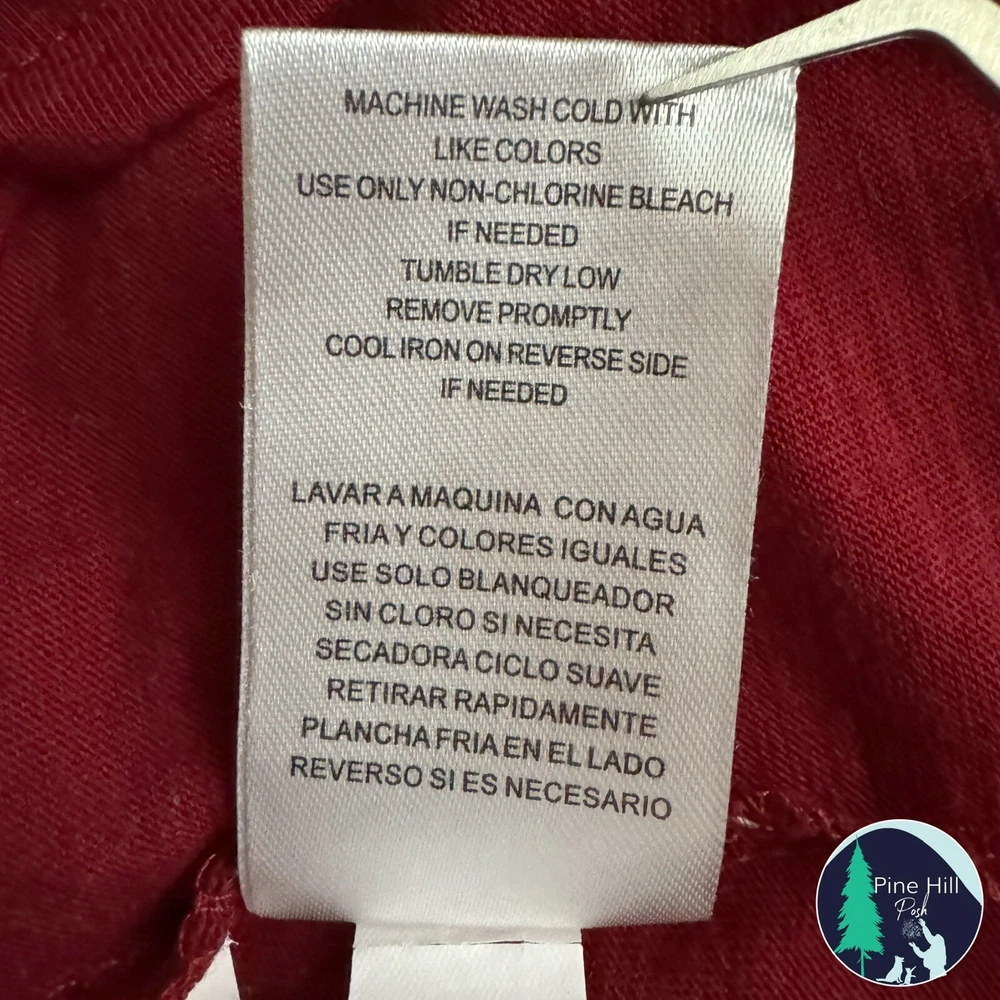 MACHINE WASH COLD WITH
LIKE COLORS
USE ONLY NON-CHLORINE BLEACH
IF NEEDED
TUMBLE DRY LOW
REMOVE PROMPTLY
COOL IRON ON REVERSE SIDE
IF NEEDED
LAVAR A MAQUINA CON AGUA
FRIA Y COLORES IGUALES
USE SOLO BLANQUEADOR
SIN CLORO SI NECESITA
SECADORA CICLO SUAVE
RETIRAR RAPIDAMENTE
PLANCHA FRIA EN EL LADO
REVERSO SI ES NECESARIO
Pine Hill
Posh